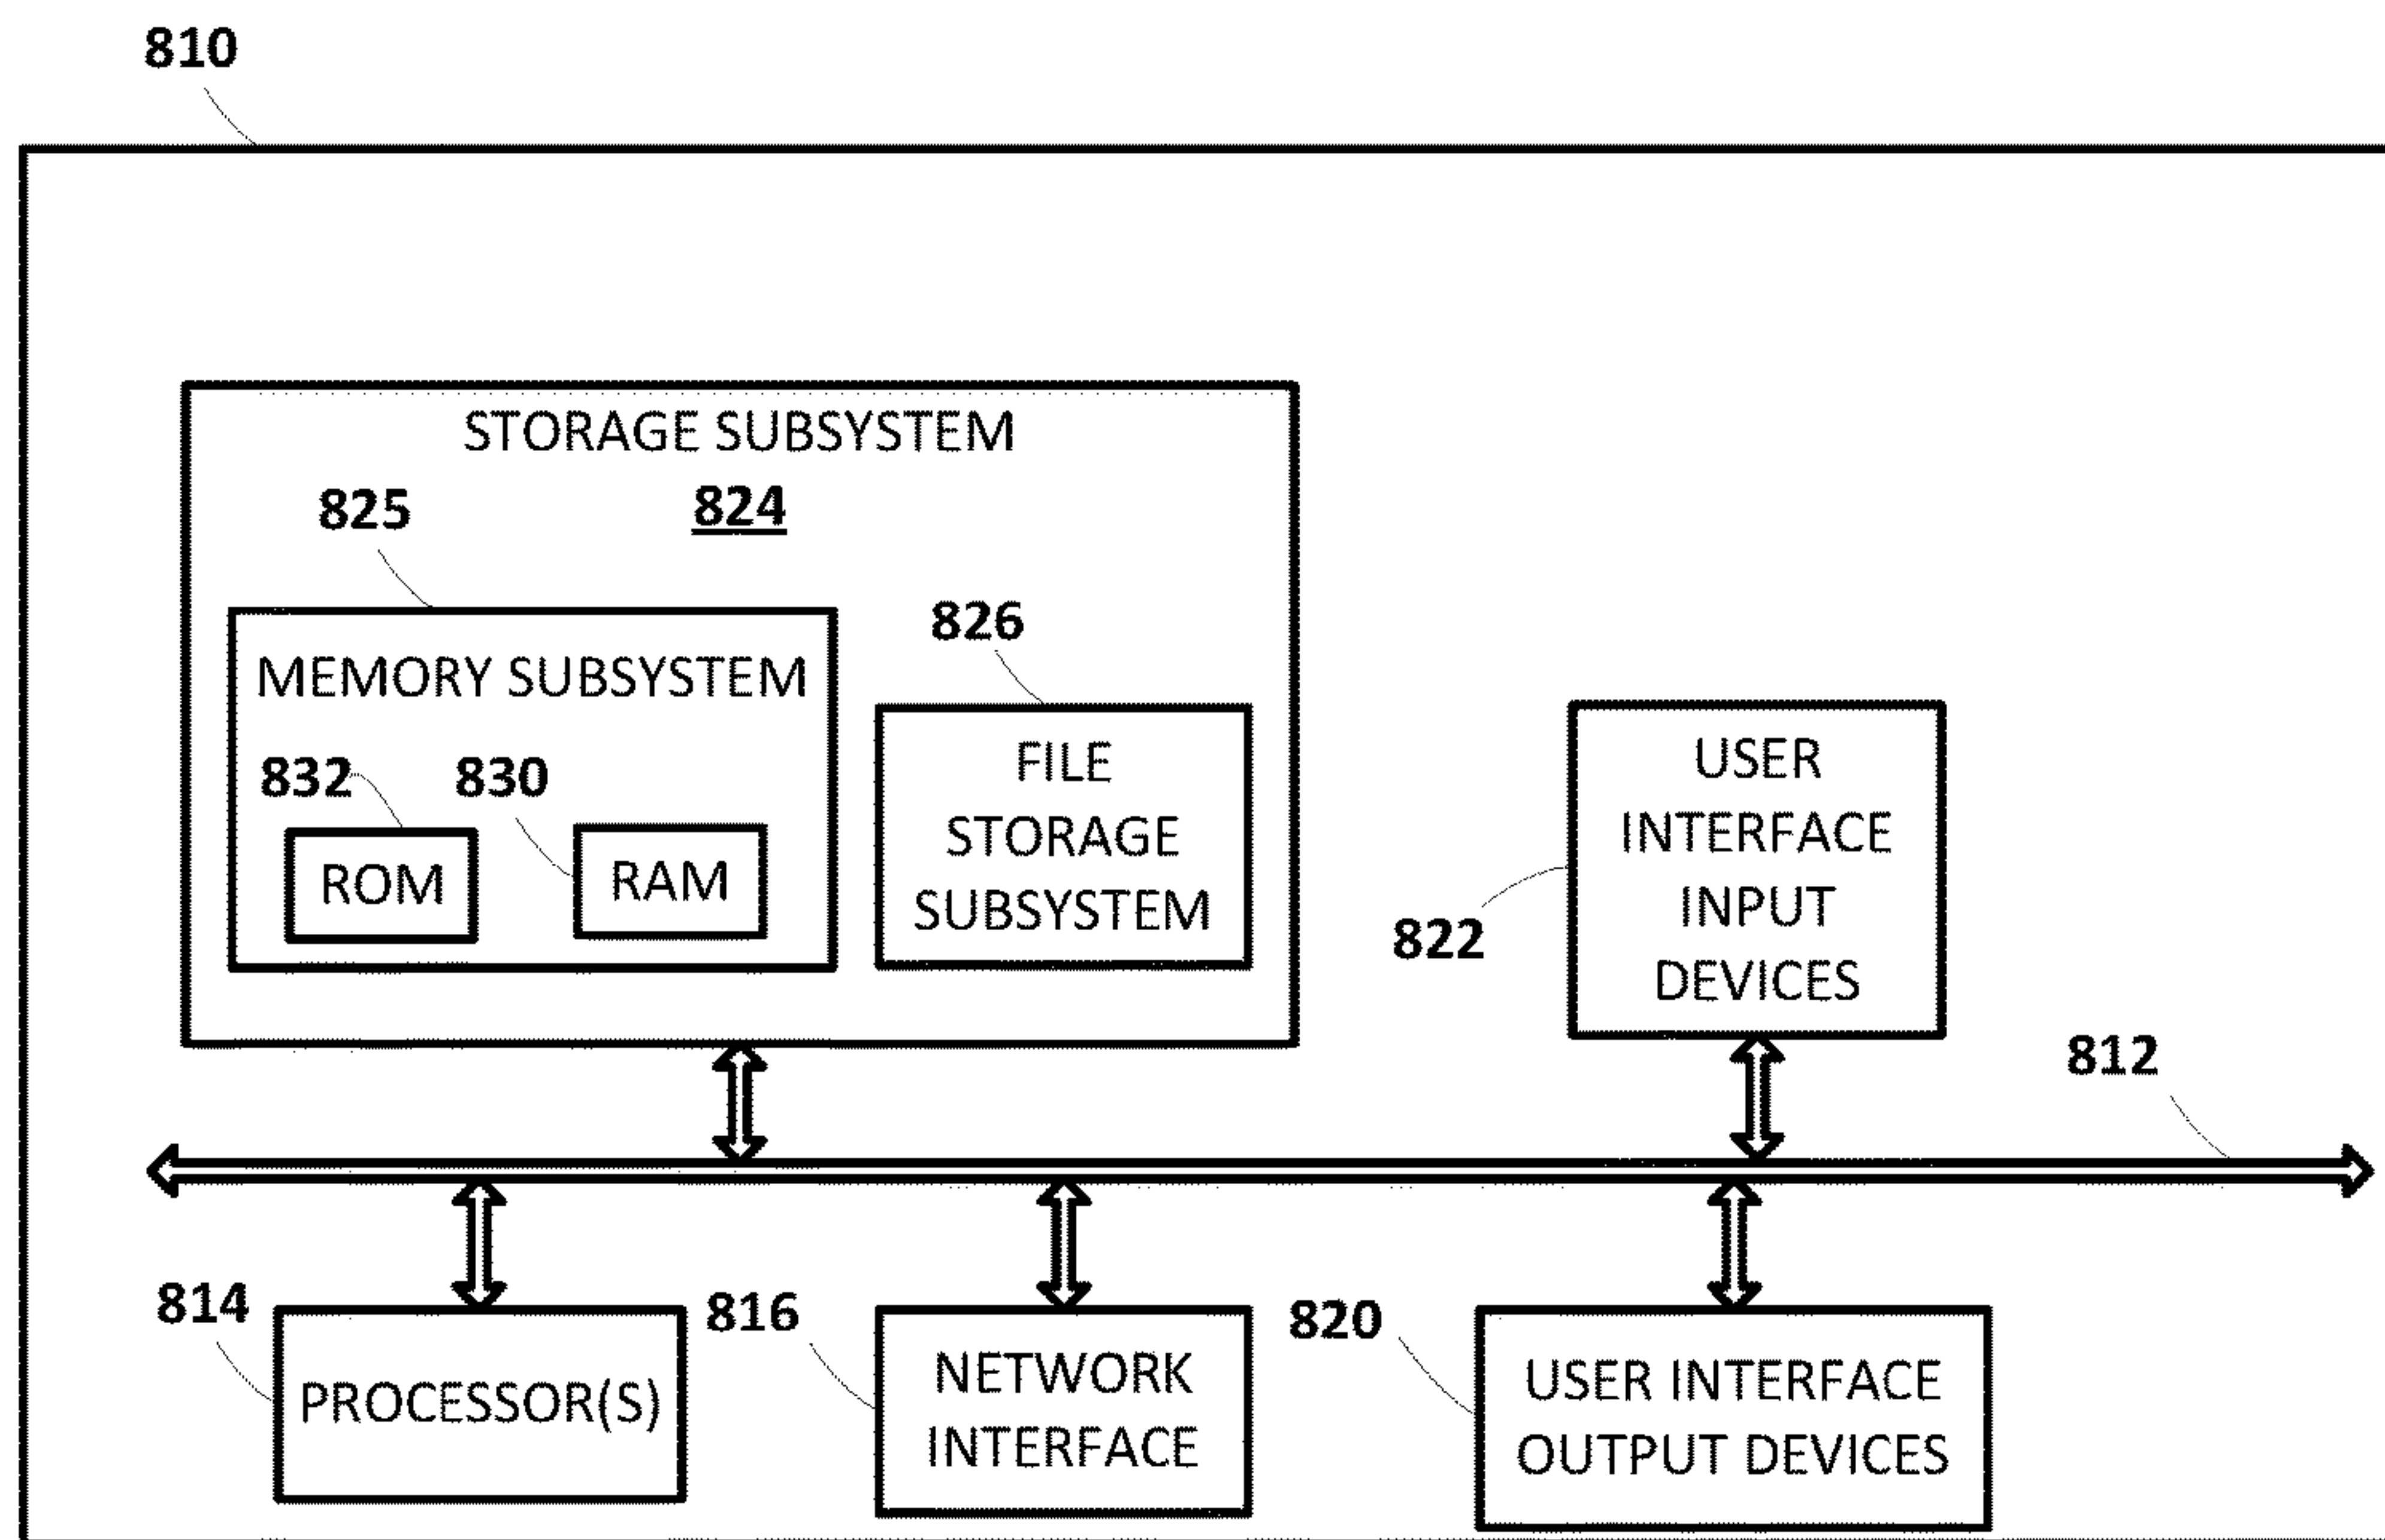 810
STORAGE SUBSYSTEM
825
824
826
MEMORY SUBSYSTEM
832
830
ROM
RAM
FILE
STORAGE
SUBSYSTEM
USER
INTERFACE
INPUT
DEVICES
822
812
814
PROCESSOR(S)
816
NETWORK
INTERFACE
820
USER INTERFACE
OUTPUT DEVICES